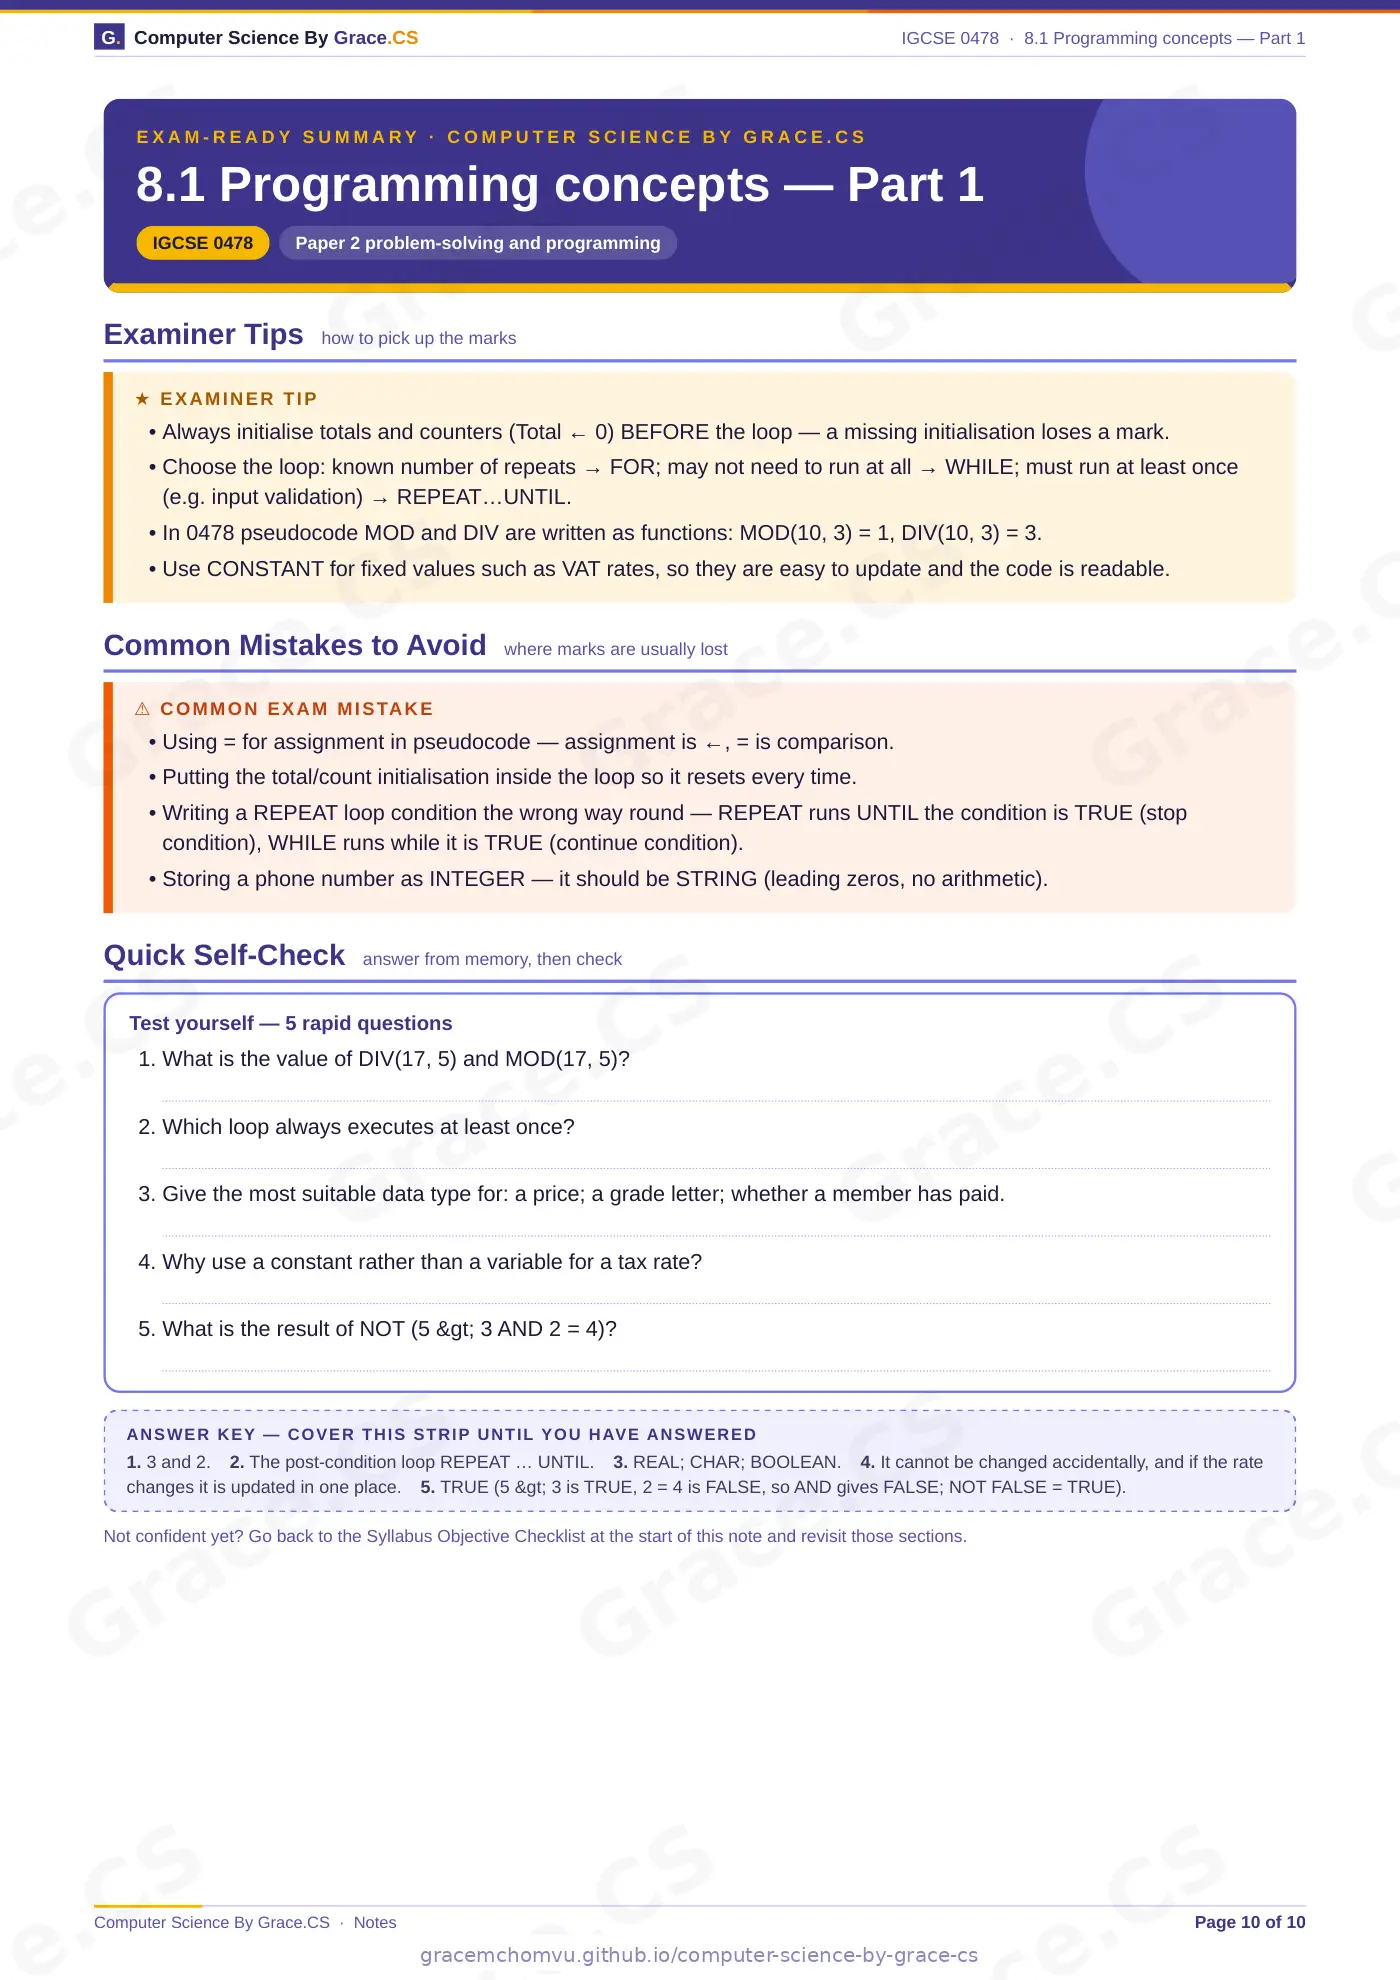 G. Computer Science By Grace.CS
IGCSE 0478 · 8.1 Programming concepts — Part 1
EXAM-READY SUMMARY · COMPUTER SCIENCE BY GRACE.CS
8.1 Programming concepts — Part 1
IGCSE 0478 Paper 2 problem-solving and programming
Examiner Tips how to pick up the marks
★ EXAMINER TIP
• Always initialise totals and counters (Total ← 0) BEFORE the loop — a missing initialisation loses a mark.
• Choose the loop: known number of repeats → FOR; may not need to run at all → WHILE; must run at least once
(e.g. input validation) → REPEAT…UNTIL.
• In 0478 pseudocode MOD and DIV are written as functions: MOD(10, 3) = 1, DIV(10, 3) = 3.
• Use CONSTANT for fixed values such as VAT rates, so they are easy to update and the code is readable.
Common Mistakes to Avoid where marks are usually lost
⚠ COMMON EXAM MISTAKE
• Using = for assignment in pseudocode — assignment is ←, = is comparison.
• Putting the total/count initialisation inside the loop so it resets every time.
• Writing a REPEAT loop condition the wrong way round — REPEAT runs UNTIL the condition is TRUE (stop
condition), WHILE runs while it is TRUE (continue condition).
• Storing a phone number as INTEGER — it should be STRING (leading zeros, no arithmetic).
Quick Self-Check answer from memory, then check
Test yourself — 5 rapid questions
1. What is the value of DIV(17, 5) and MOD(17, 5)?
2. Which loop always executes at least once?
3. Give the most suitable data type for: a price; a grade letter; whether a member has paid.
4. Why use a constant rather than a variable for a tax rate?
5. What is the result of NOT (5 &gt; 3 AND 2 = 4)?
ANSWER KEY — COVER THIS STRIP UNTIL YOU HAVE ANSWERED
1. 3 and 2. 2. The post-condition loop REPEAT … UNTIL. 3. REAL; CHAR; BOOLEAN. 4. It cannot be changed accidentally, and if the rate
changes it is updated in one place. 5. TRUE (5 &gt; 3 is TRUE, 2 = 4 is FALSE, so AND gives FALSE; NOT FALSE = TRUE).
Not confident yet? Go back to the Syllabus Objective Checklist at the start of this note and revisit those sections.
Computer Science By Grace.CS · Notes
Page 10 of 10
gracemchomvu.github.io/computer-science-by-grace-cs